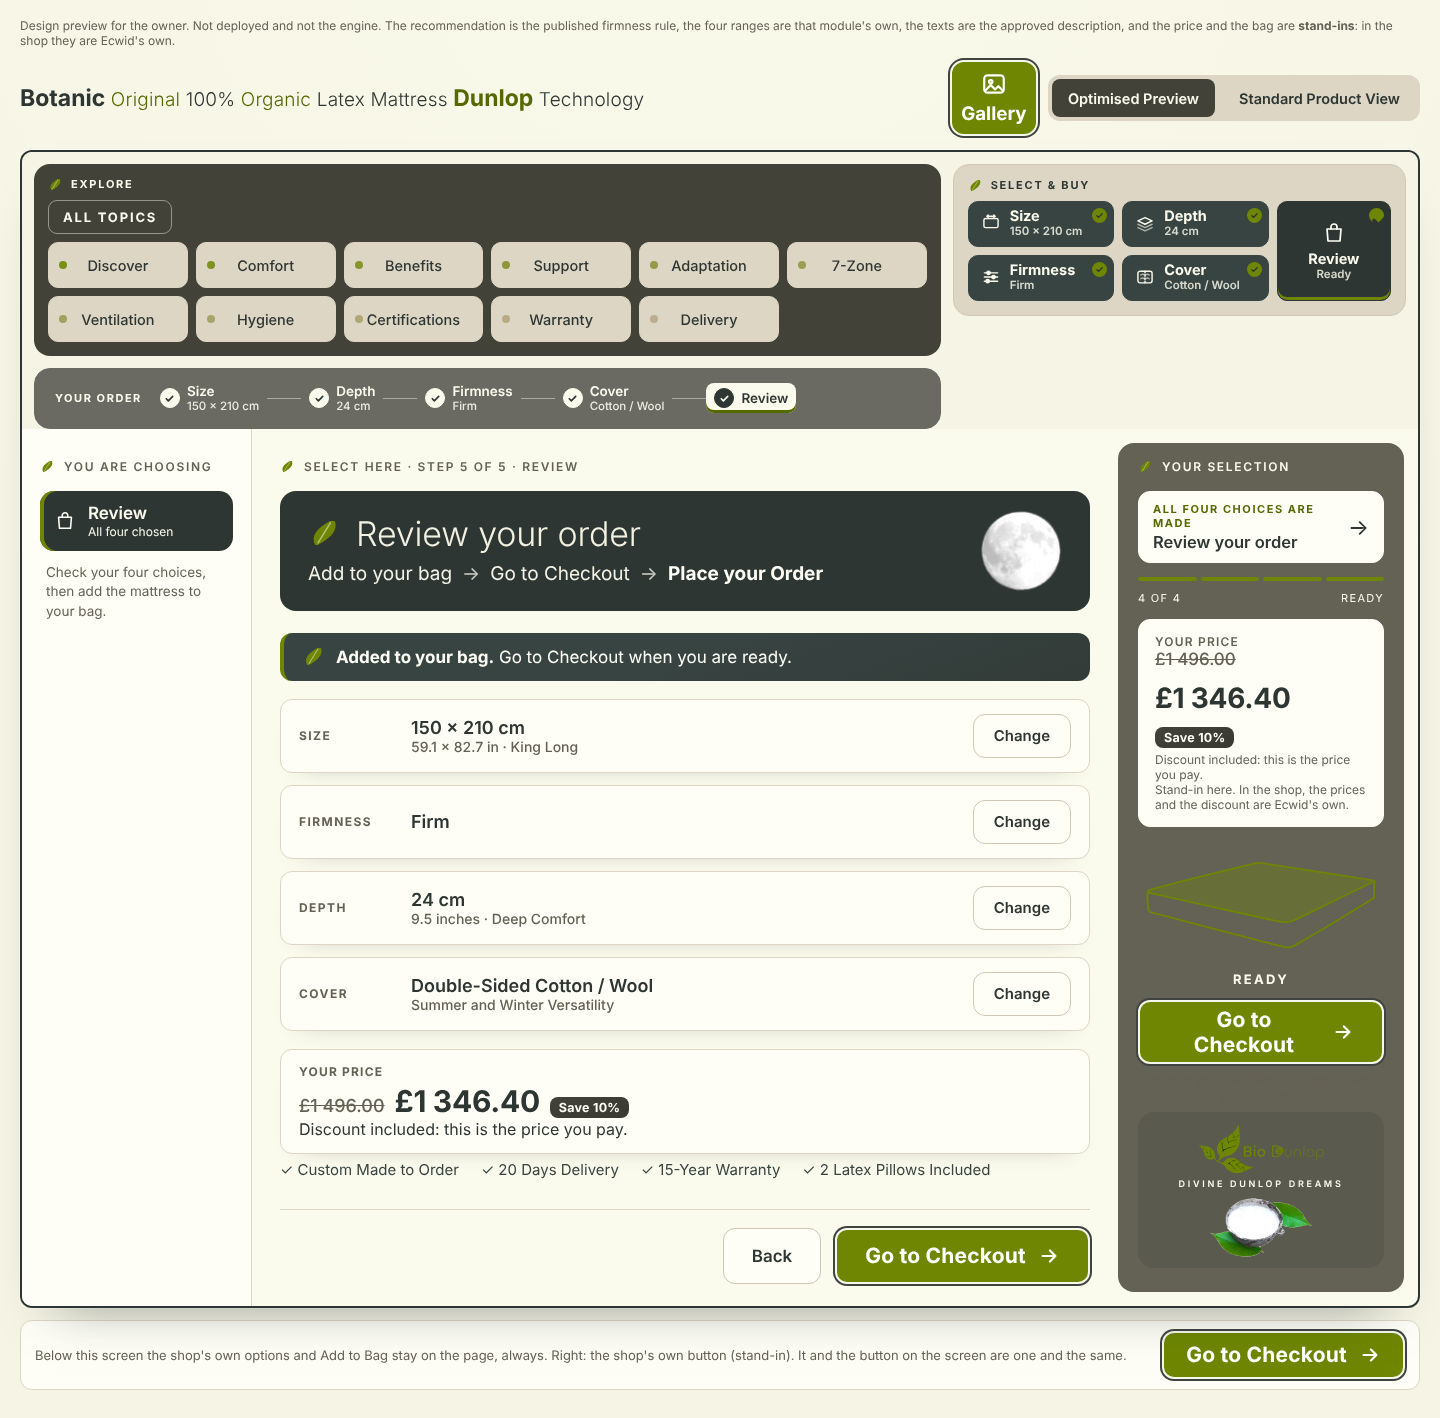 Design preview for the owner. Not deployed and not the engine. The recommendation is the published firmness rule, the four ranges are that module's own, the texts are the approved description, and the price and the bag are stand-ins: in the
shop they are Ecwid's own.
Botanic Original 100% Organic Latex Mattress Dunlop Technology
Gallery
Optimised Preview
Standard Product View
EXPLORE
ALL TOPICS
Discover
Comfort
Benefits
Support
Adaptation
7-Zone
Ventilation
Hygiene
Certifications
Warranty
Delivery
SELECT & BUY
Size
150 × 210 cm
Depth
24 cm
Firmness
Firm
Cover
Cotton / Wool
Review
Ready
YOUR ORDER
Size
150 × 210 cm
Depth
24 cm
Firmness
Firm
Cover
Cotton / Wool
Review
YOU ARE CHOOSING
Review
All four chosen
Check your four choices,
then add the mattress to
your bag.
SELECT HERE · STEP 5 OF 5 · REVIEW
Review your order
Add to your bag → Go to Checkout → Place your Order
Added to your bag. Go to Checkout when you are ready.
SIZE
150 × 210 cm
59.1 × 82.7 in · King Long
Change
FIRMNESS
Firm
Change
DEPTH
24 cm
9.5 inches · Deep Comfort
Change
COVER
Double-Sided Cotton / Wool
Summer and Winter Versatility
Change
YOUR PRICE
£1 496.00 £1 346.40 Save 10%
Discount included: this is the price you pay.
✓ Custom Made to Order ✓ 20 Days Delivery ✓ 15-Year Warranty ✓ 2 Latex Pillows Included
Back
Go to Checkout →
YOUR SELECTION
ALL FOUR CHOICES ARE
MADE
Review your order →
4 OF 4
READY
YOUR PRICE
£1 496.00
£1 346.40
Save 10%
Discount included: this is the price
you pay.
Stand-in here. In the shop, the prices
and the discount are Ecwid's own.
READY
Go to
Checkout →
Bio Dunlop
DIVINE DUNLOP DREAMS
Below this screen the shop's own options and Add to Bag stay on the page, always. Right: the shop's own button (stand-in). It and the button on the screen are one and the same.
Go to Checkout →